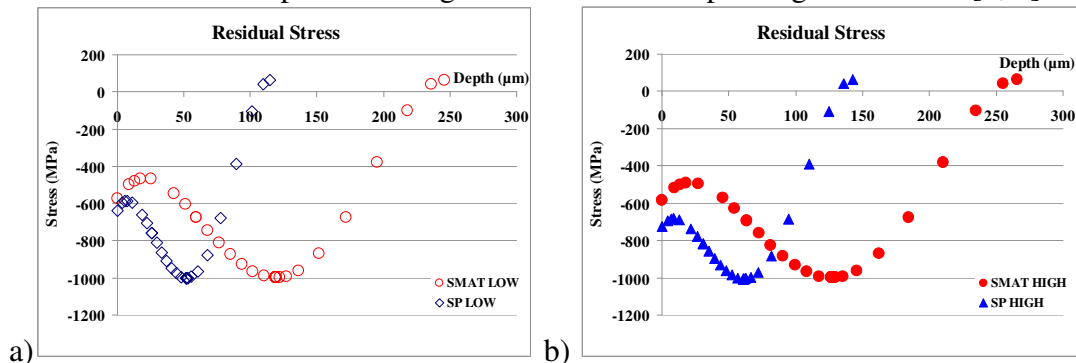 Residual Stress
200
0
-200
-400
-600
-800
-1000
-1200
0 50 100 150 200 250 300
Depth (µm)
Stress (MPa)
SMAT LOW
SP LOW
a)
Residual Stress
200
0
-200
-400
-600
-800
-1000
-1200
0 50 100 150 200 250 300
Depth (µm)
Stress (MPa)
SMAT HIGH
SP HIGH
b)